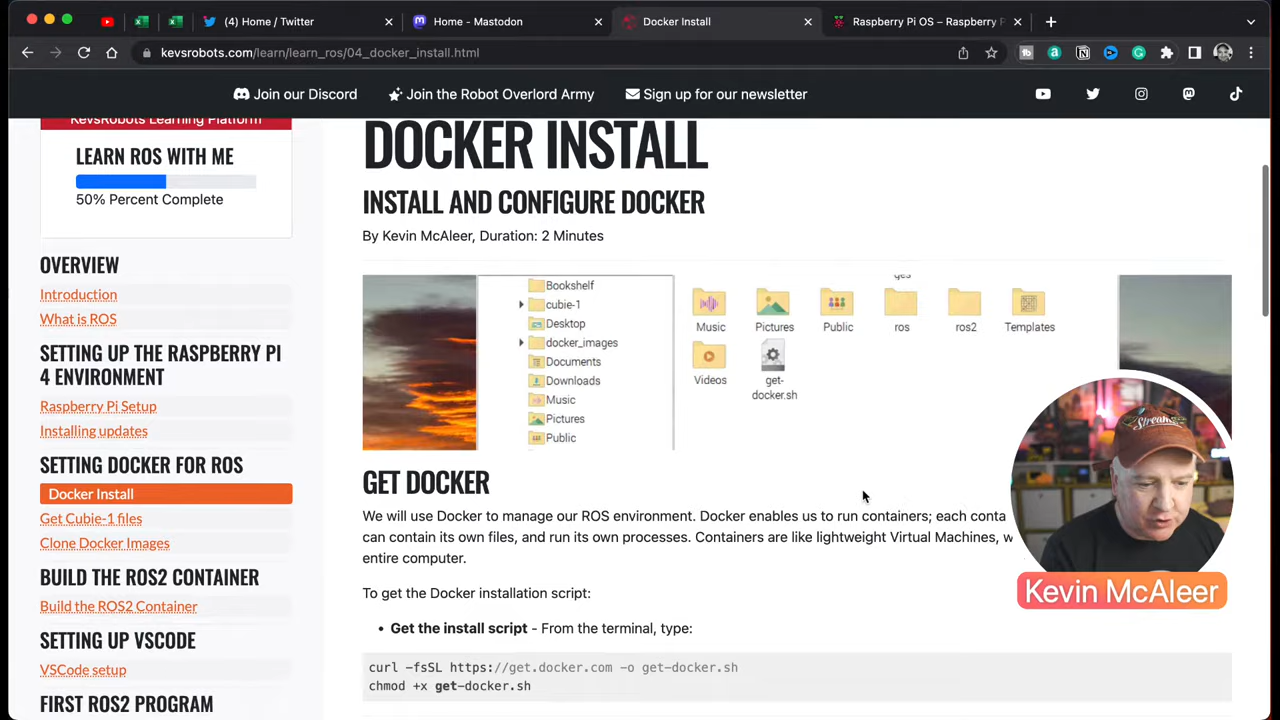 (4) Home / Twitter
Home - Mastodon
Docker Install
Raspberry Pi OS – Raspberry P
kevsrobots.com/learn/learn_ros/04_docker_install.html
Join our Discord
Join the Robot Overlord Army
Sign up for our newsletter
KevsRobots Learning Platform
LEARN ROS WITH ME
50% Percent Complete
OVERVIEW
Introduction
What is ROS
SETTING UP THE RASPBERRY PI
4 ENVIRONMENT
Raspberry Pi Setup
Installing updates
SETTING DOCKER FOR ROS
Docker Install
Get Cubie-1 files
Clone Docker Images
BUILD THE ROS2 CONTAINER
Build the ROS2 Container
SETTING UP VSCODE
VSCode setup
FIRST ROS2 PROGRAM
DOCKER INSTALL
INSTALL AND CONFIGURE DOCKER
By Kevin McAleer, Duration: 2 Minutes
Bookshelf
cubie-1
Desktop
docker_images
Documents
Downloads
Music
Pictures
Public
Music
Pictures
Public
ros
ros2
Templates
Videos
get-
docker.sh
GET DOCKER
We will use Docker to manage our ROS environment. Docker enables us to run containers; each conta
can contain its own files, and run its own processes. Containers are like lightweight Virtual Machines, w
entire computer.
To get the Docker installation script:
• Get the install script - From the terminal, type:
curl -fsSL https://get.docker.com -o get-docker.sh
chmod +x get-docker.sh
Stream
Kevin McAleer